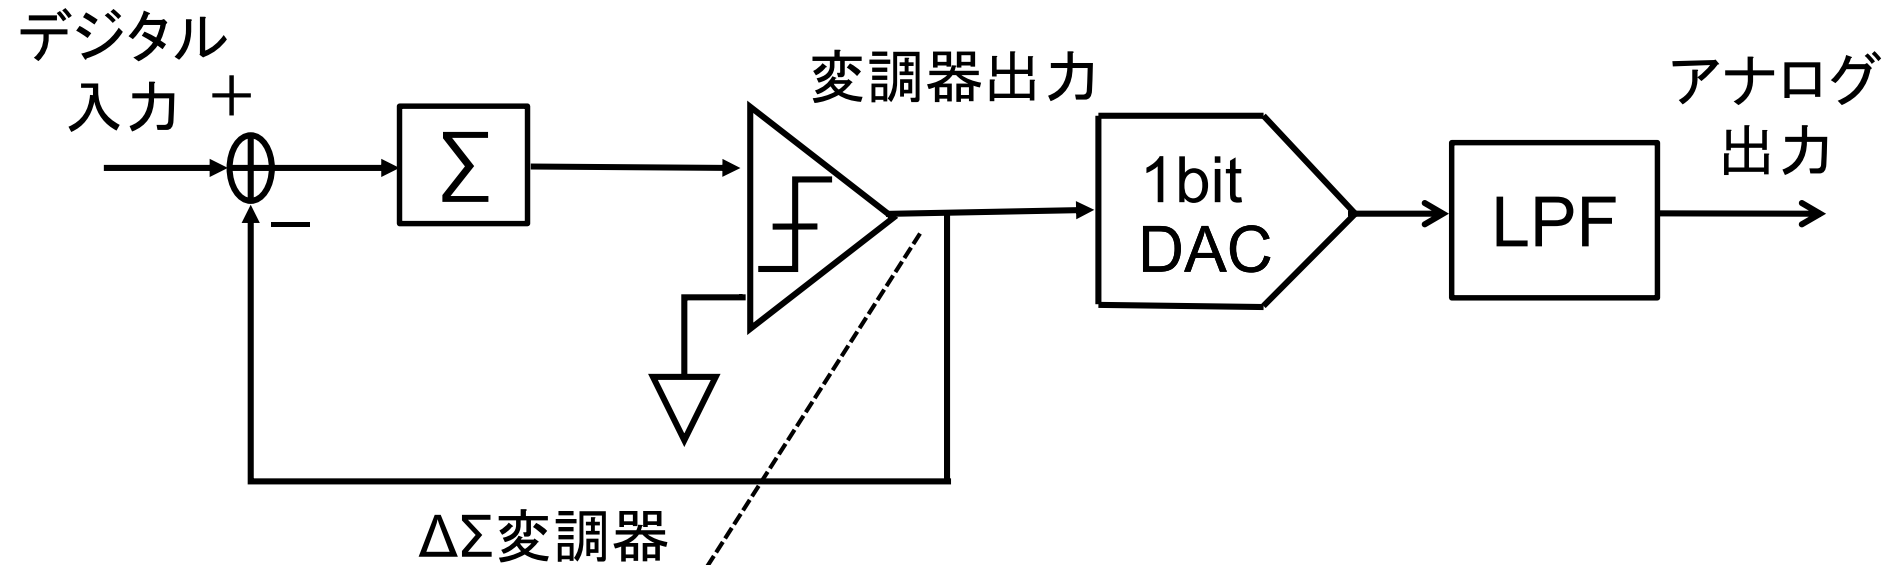 デジタル
入力
+
−
Σ
変調器出力
1bit
DAC
LPF
アナログ
出力
ΔΣ変調器